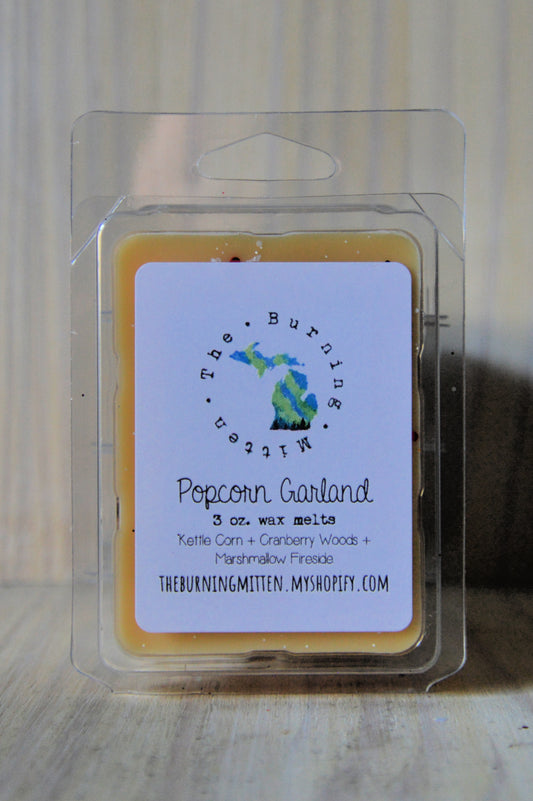 The • Burning • Mitten •
Popcorn Garland
3 oz. wax melts
Kettle Corn + Cranberry Woods +
Marshmallow Fireside
THEBURNINGMITTEN.MYSHOPIFY.COM